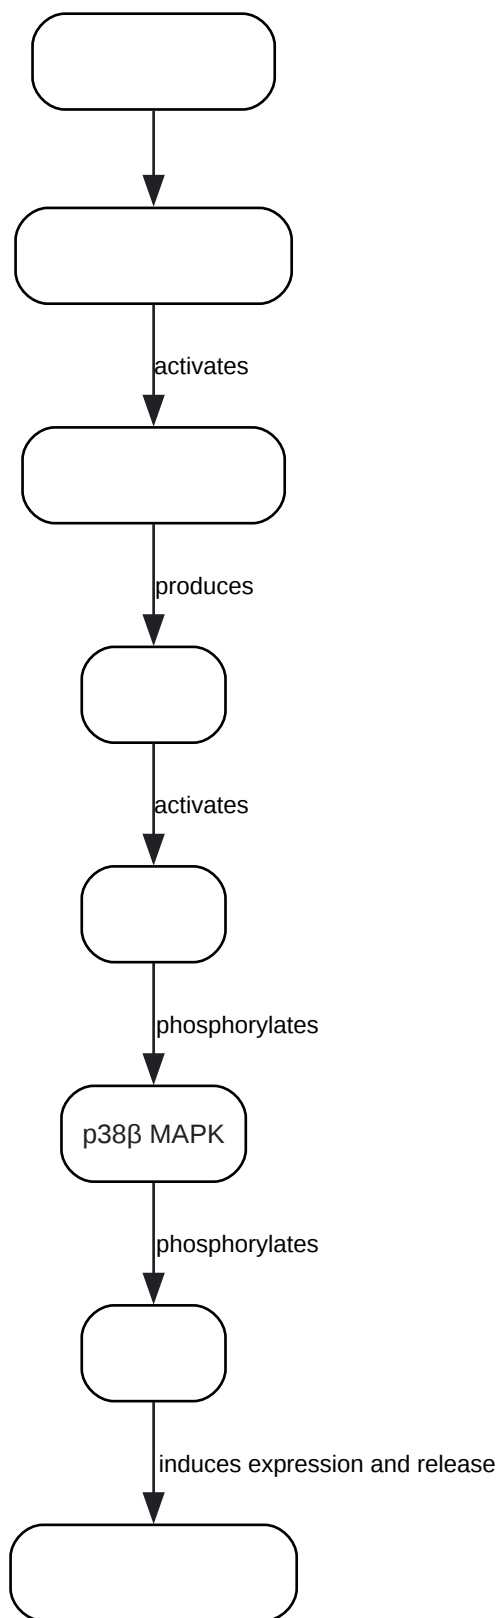 activates
produces
activates
phosphorylates
p38β MAPK
phosphorylates
induces expression and release